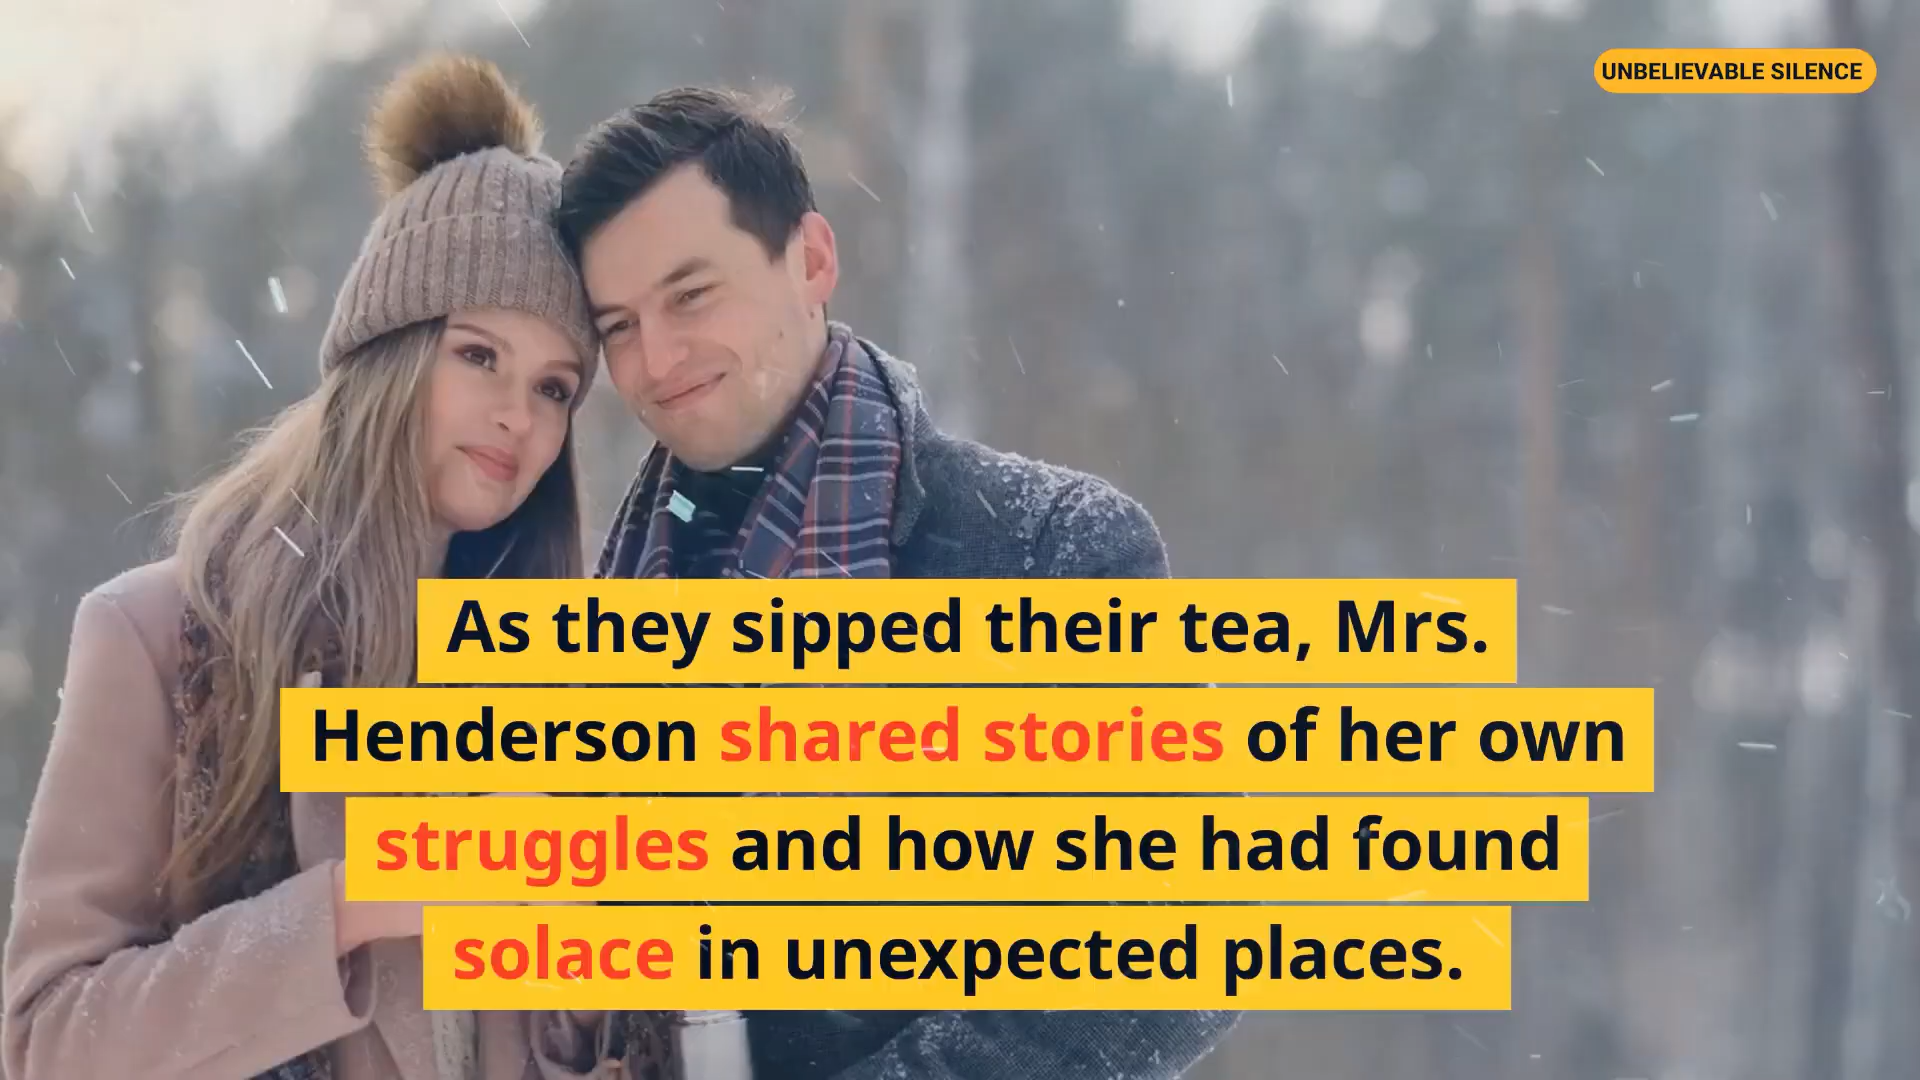 UNBELIEVABLE SILENCE
As they sipped their tea, Mrs.
Henderson shared stories of her own
struggles and how she had found
solace in unexpected places.